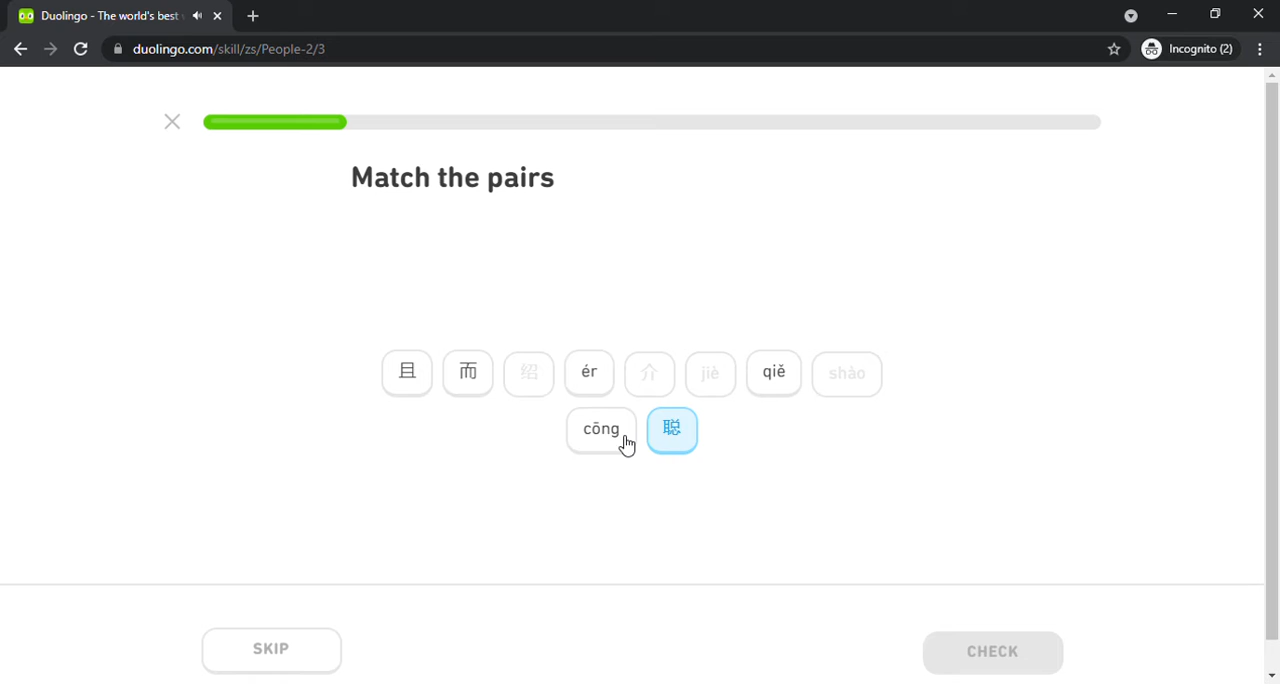 Duolingo - The world's best
duolingo.com/skill/zs/People-2/3
Incognito (2)
Match the pairs
且 而 绍 ér 介 jiè qiě shào
cōng 聪
SKIP CHECK